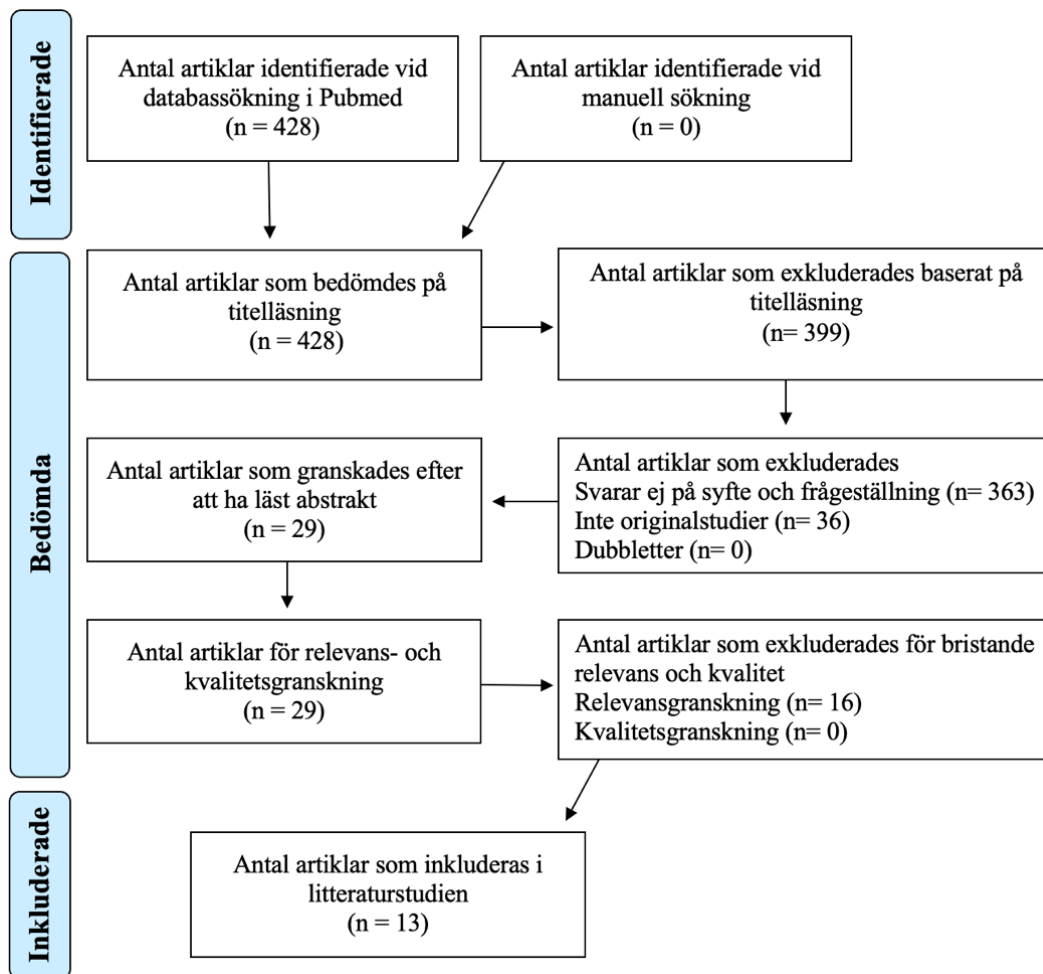 Identifierade
Antal artiklar identifierade vid
databassökning i Pubmed
(n = 428)
Antal artiklar identifierade vid
manuell sökning
(n = 0)
Bedömda
Antal artiklar som bedömdes på
titelläsning
(n = 428)
Antal artiklar som exkluderades baserat på
titelläsning
(n= 399)
Antal artiklar som granskades efter
att ha läst abstrakt
(n = 29)
Antal artiklar som exkluderades
Svarar ej på syfte och frågeställning (n= 363)
Inte originalstudier (n= 36)
Dubbletter (n= 0)
Antal artiklar för relevans- och
kvalitetsgranskning
(n = 29)
Antal artiklar som exkluderades för bristande
relevans och kvalitet
Relevansgranskning (n= 16)
Kvalitetsgranskning (n= 0)
Inkluderade
Antal artiklar som inkluderas i
litteraturstudien
(n = 13)